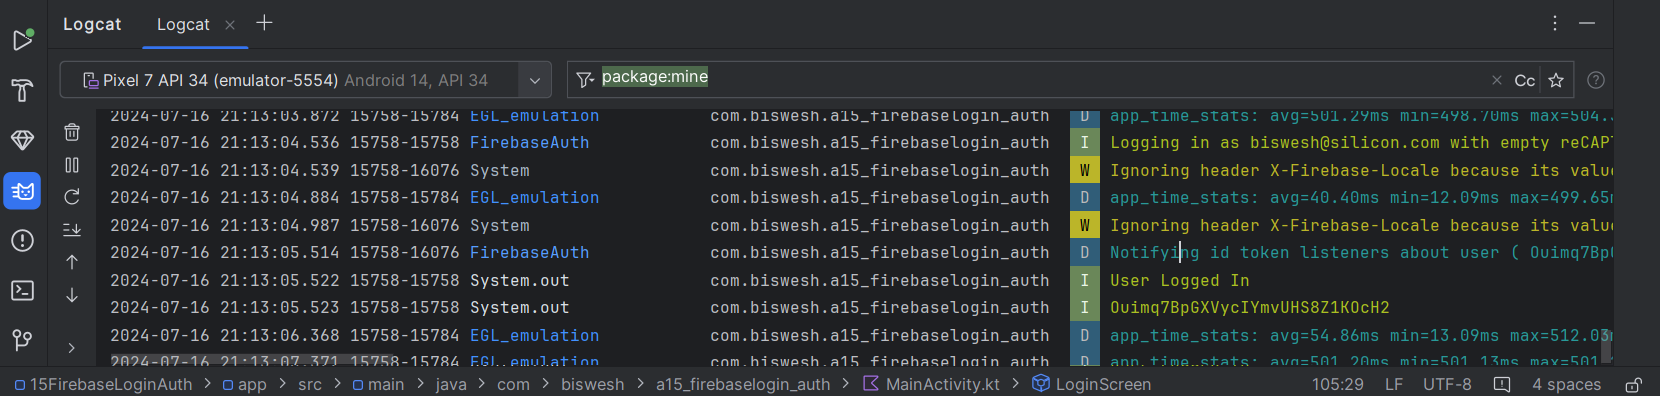 Logcat Logcat
Pixel 7 API 34 (emulator-5554) Android 14, API 34 package:mine Cc
2024-07-16 21:13:03.872 15758-15784 EGL_emulation com.biswesh.a15_firebaselogin_auth D app_time_stats: avg=501.29ms min=498.70ms max=504.
2024-07-16 21:13:04.536 15758-15758 FirebaseAuth com.biswesh.a15_firebaselogin_auth I Logging in as biswesh@silicon.com with empty reCAPT
2024-07-16 21:13:04.539 15758-16076 System com.biswesh.a15_firebaselogin_auth W Ignoring header X-Firebase-Locale because its valu
2024-07-16 21:13:04.884 15758-15784 EGL_emulation com.biswesh.a15_firebaselogin_auth D app_time_stats: avg=40.40ms min=12.09ms max=499.65m
2024-07-16 21:13:04.987 15758-16076 System com.biswesh.a15_firebaselogin_auth W Ignoring header X-Firebase-Locale because its valu
2024-07-16 21:13:05.514 15758-16076 FirebaseAuth com.biswesh.a15_firebaselogin_auth D Notifying id token listeners about user ( Ouimq7Bp
2024-07-16 21:13:05.522 15758-15758 System.out com.biswesh.a15_firebaselogin_auth I User Logged In
2024-07-16 21:13:05.523 15758-15758 System.out com.biswesh.a15_firebaselogin_auth I Ouimq7BpGXVycIYmvUHS8Z1KOcH2
2024-07-16 21:13:06.368 15758-15784 EGL_emulation com.biswesh.a15_firebaselogin_auth D app_time_stats: avg=54.86ms min=13.09ms max=512.03
2024-07-16 21:13:07.371 15758-15784 EGL_emulation com.biswesh.a15_firebaselogin_auth D app_time_stats: avg=501.20ms min=501.13ms max=501.
15FirebaseLoginAuth > app > src > main > java > com > biswesh > a15_firebaselogin_auth > MainActivity.kt > LoginScreen 105:29 LF UTF-8 4 spaces